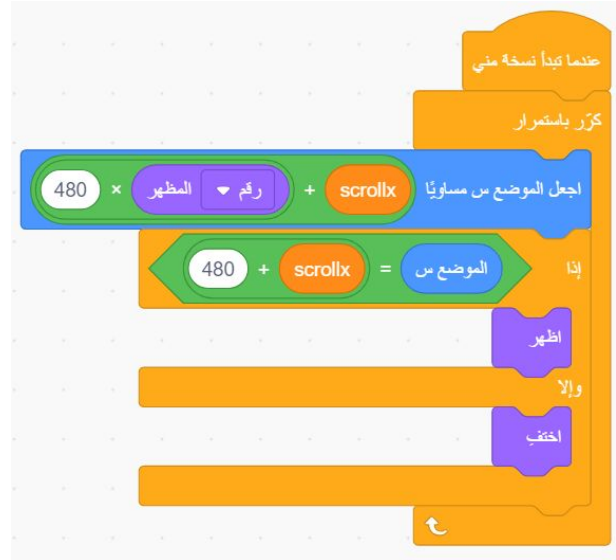 عندما تبدأ نسخة مني
كرّر باستمرار
اجعل الموضع س مساويًا scrollx + رقم المظهر × 480
إذا الموضع س = scrollx + 480
اظهر
وإلا
اختفِ